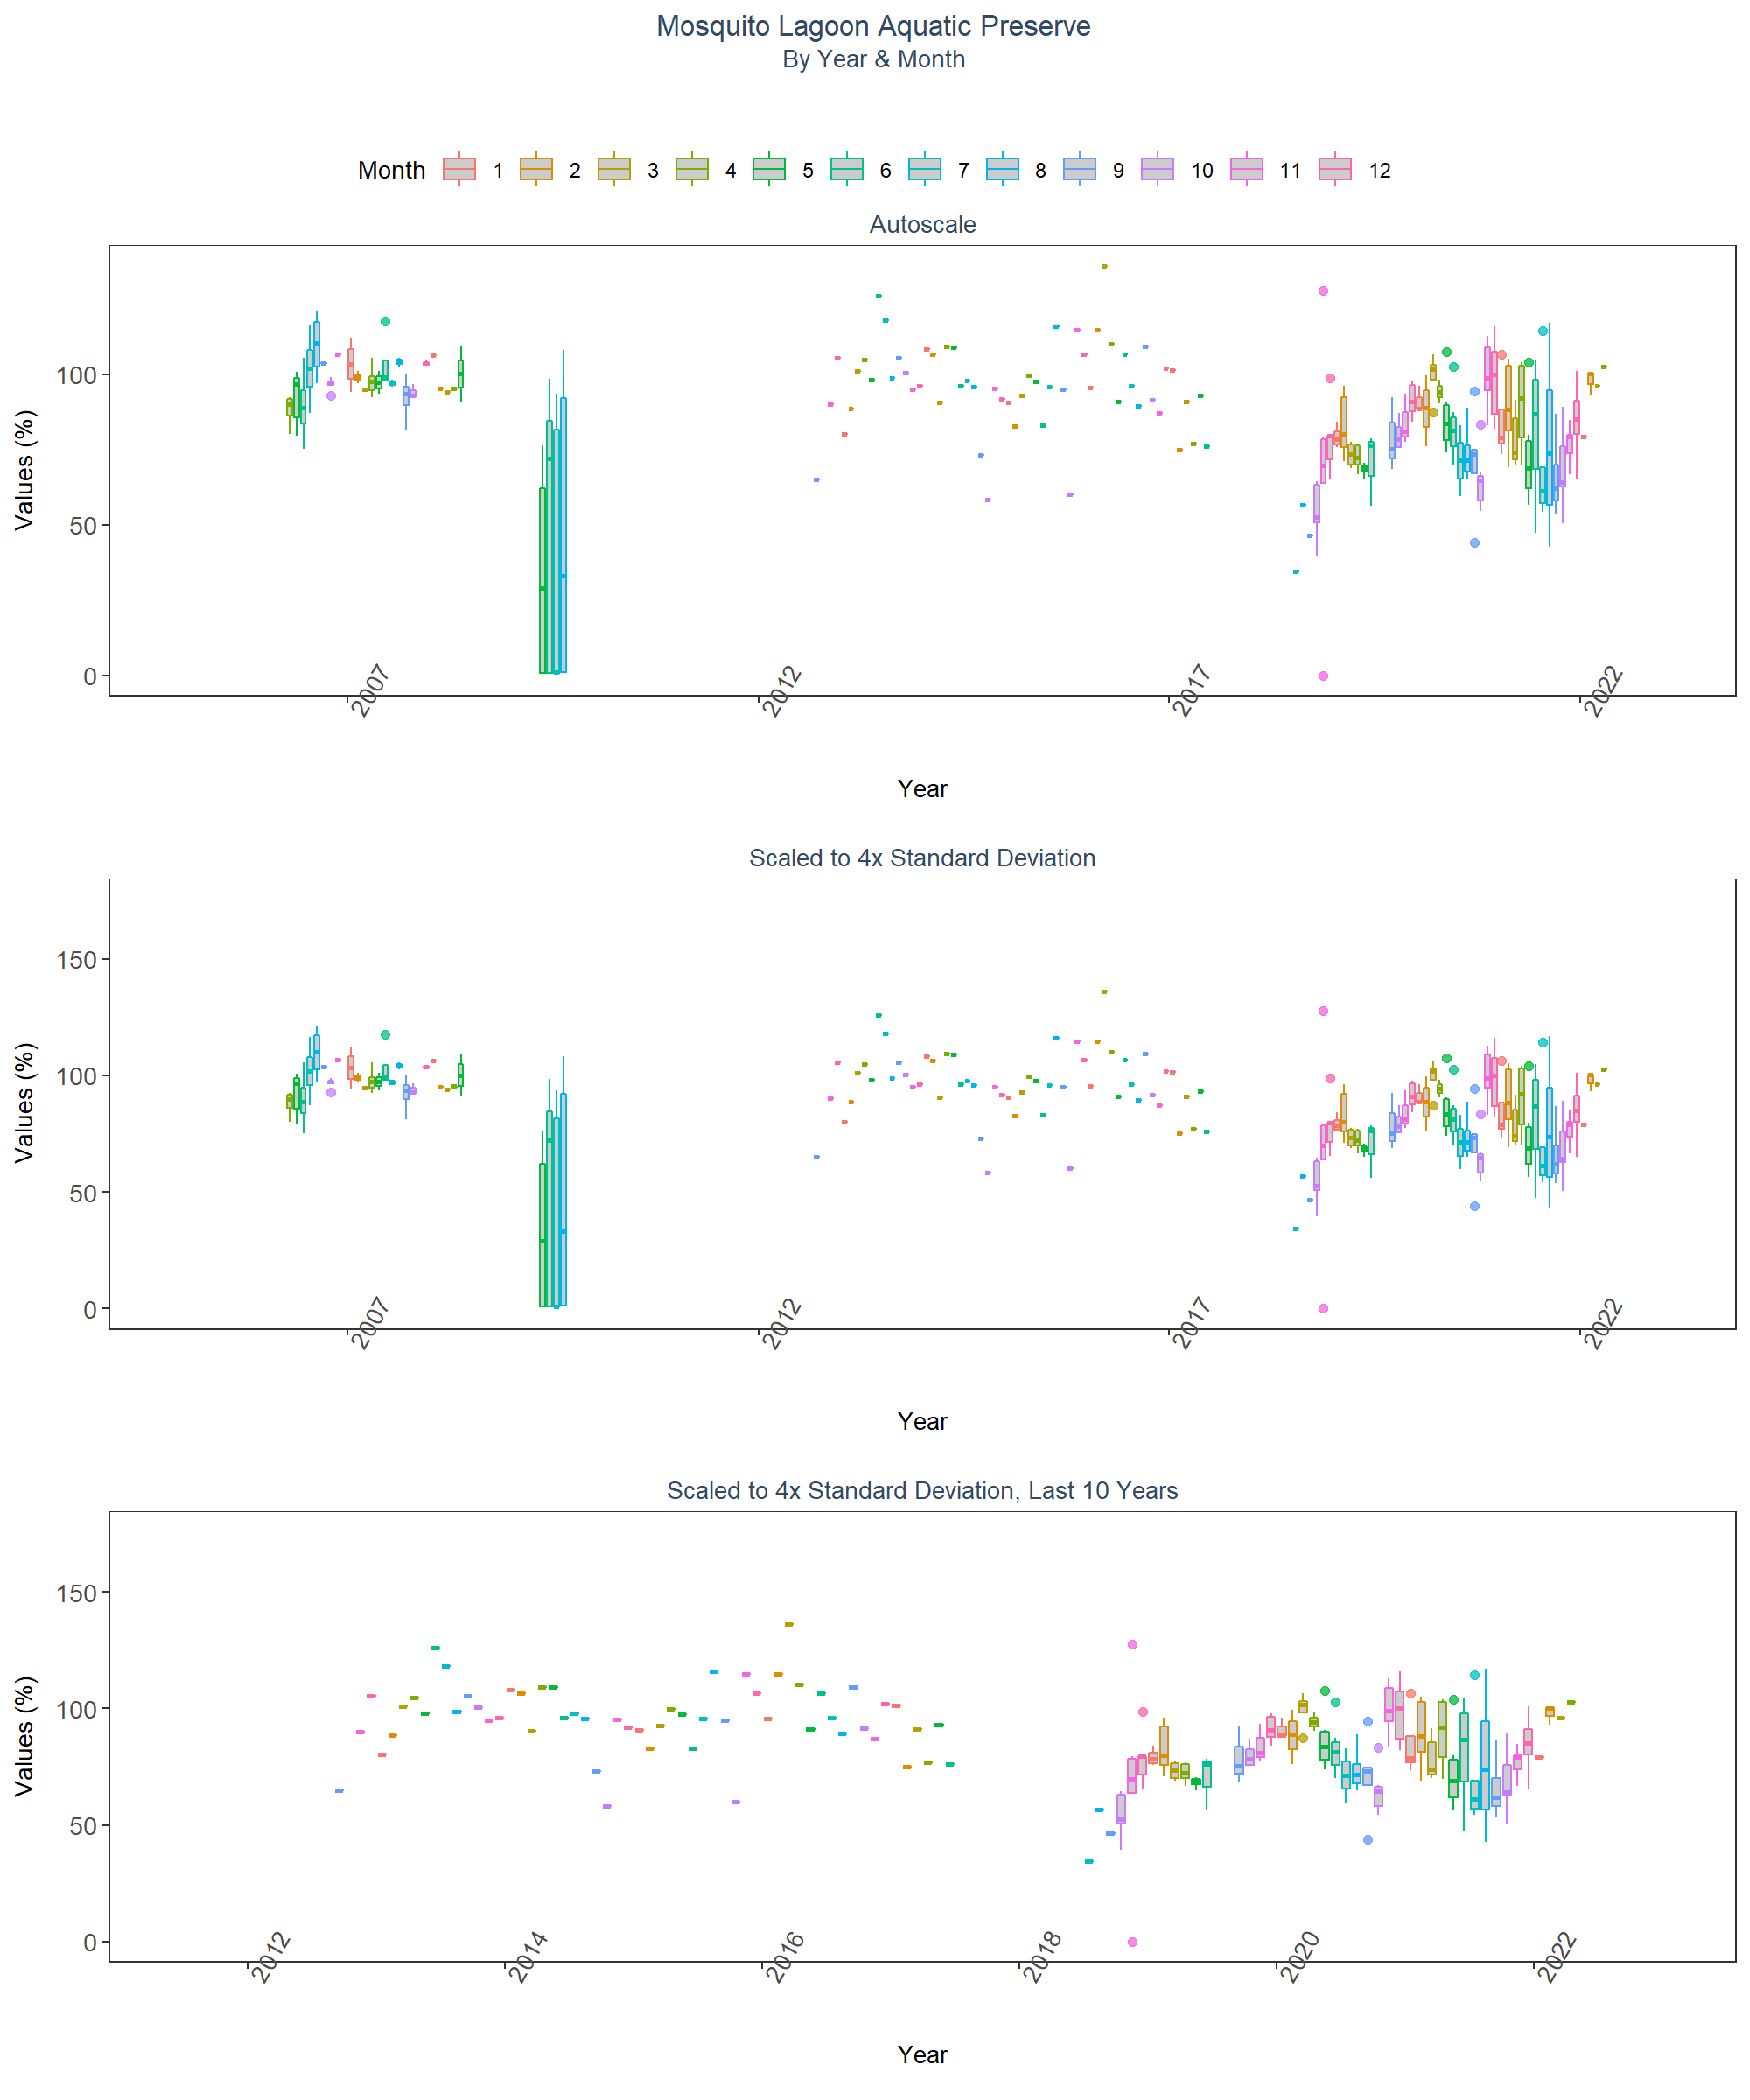 Mosquito Lagoon Aquatic Preserve
By Year & Month
Month 1 2 3 4 5 6 7 8 9 10 11 12
Autoscale
Values (%)
100
50
0
2007 2012 2017 2022
Year
Scaled to 4x Standard Deviation
Values (%)
150
100
50
0
2007 2012 2017 2022
Year
Scaled to 4x Standard Deviation, Last 10 Years
Values (%)
150
100
50
0
2012 2014 2016 2018 2020 2022
Year